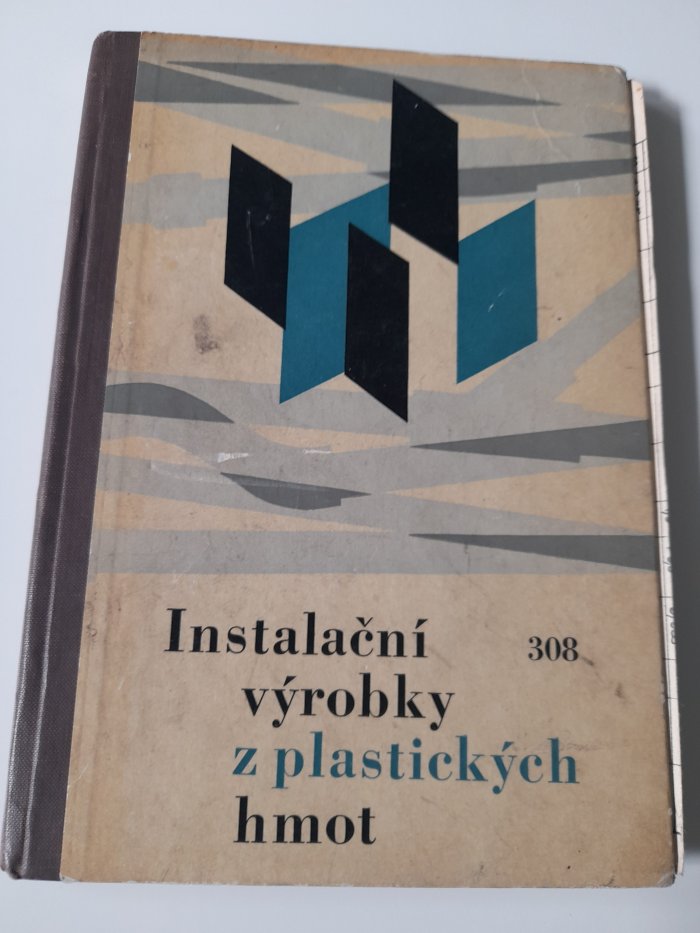 Instalační
308
výrobky
z plastických
hmot